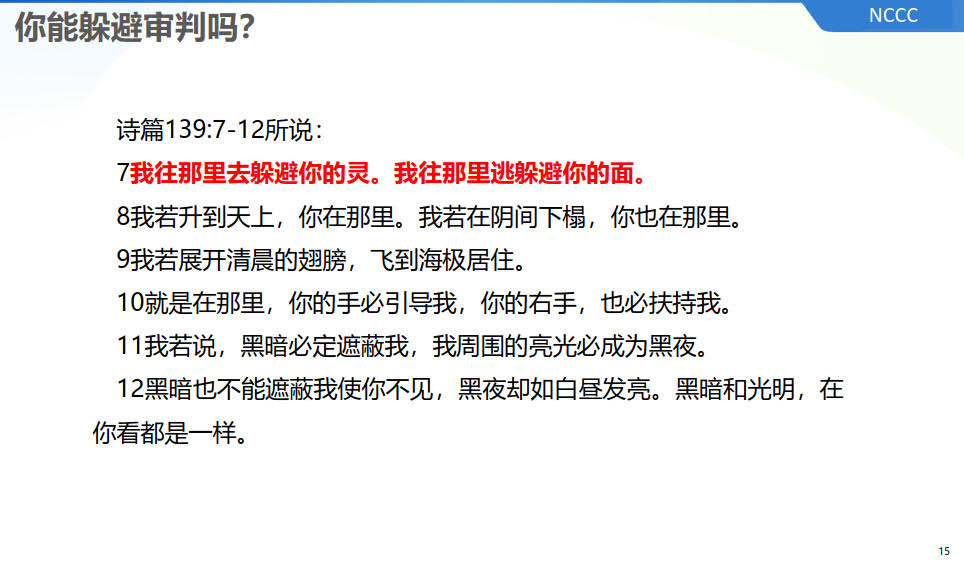 你能躲避审判吗？
NCCC
诗篇139:7-12所说：
7我往那里去躲避你的灵。我往那里逃躲避你的面。
8我若升到天上，你在那里。我若在阴间下榻，你也在那里。
9我若展开清晨的翅膀，飞到海极居住。
10就是在那里，你的手必引导我，你的右手，也必扶持我。
11我若说，黑暗必定遮蔽我，我周围的亮光必成为黑夜。
12黑暗也不能遮蔽我使你不见，黑夜却如白昼发亮。黑暗和光明，在
你看都是一样。
15